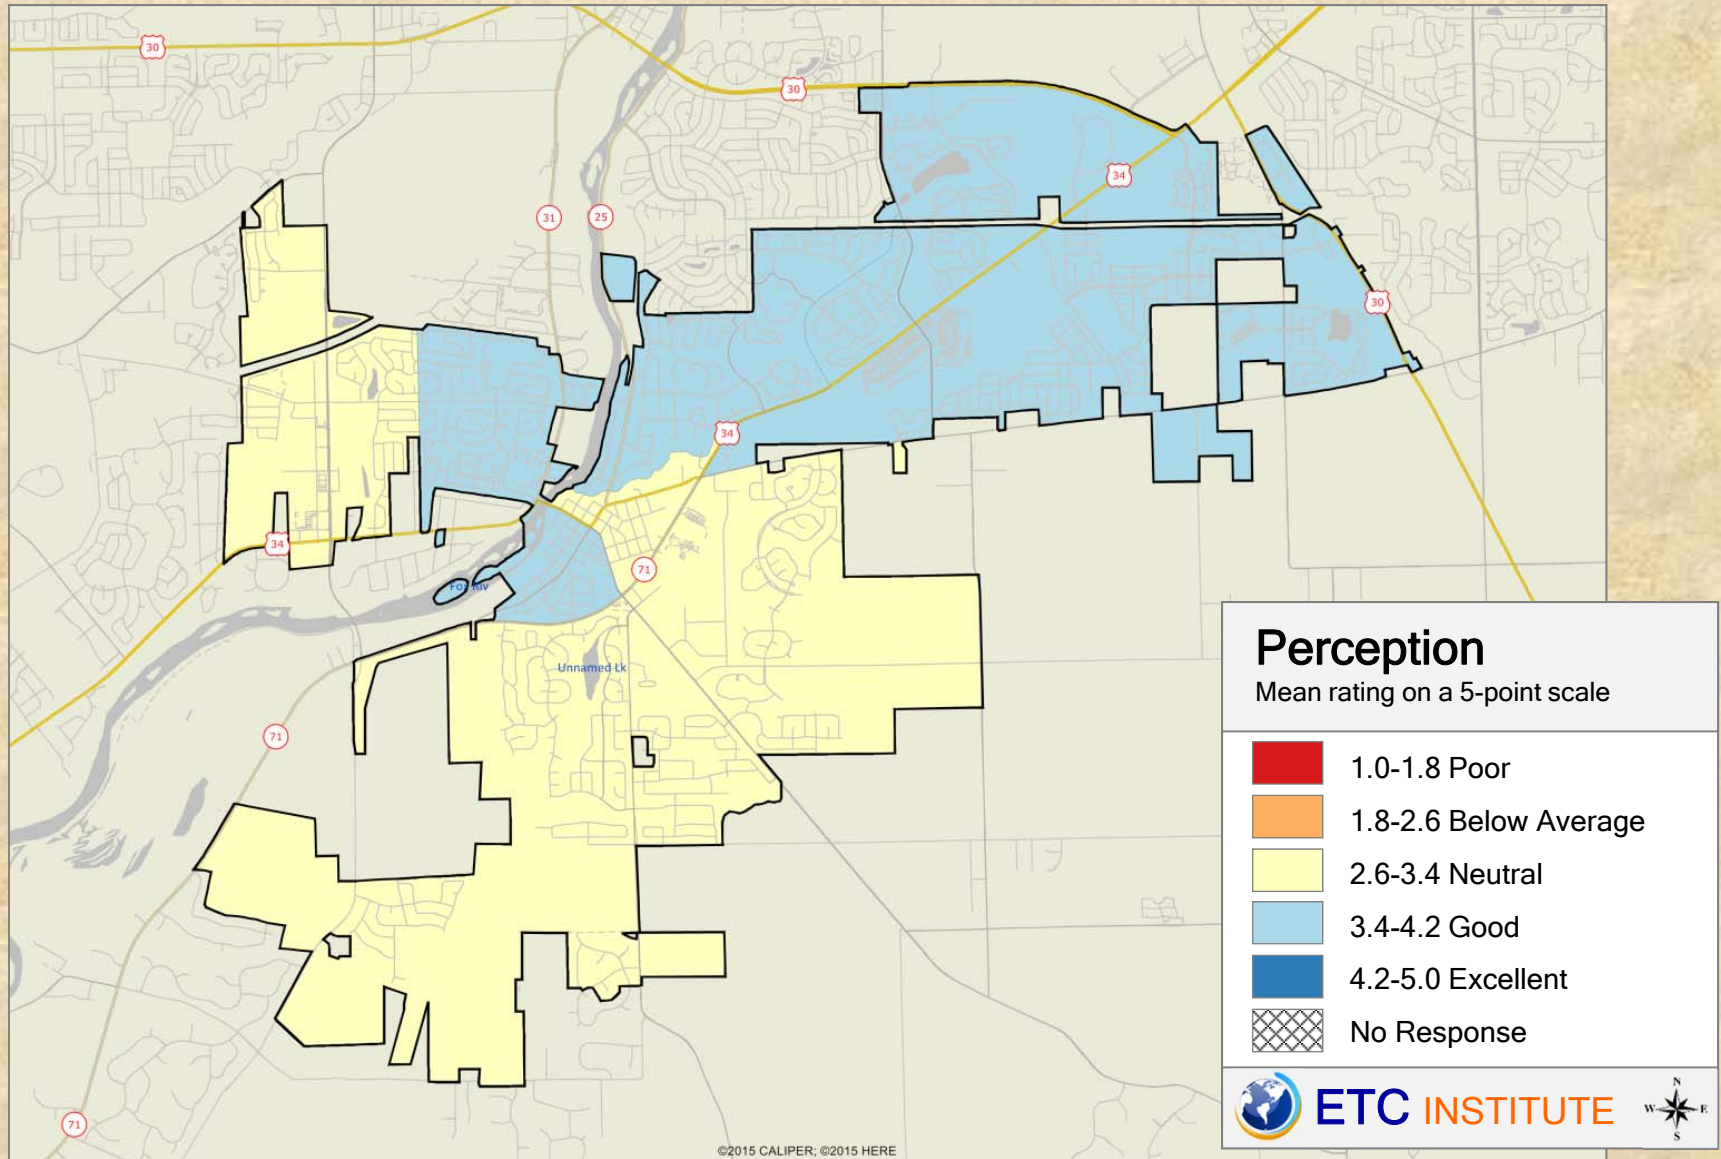 30
30
34
31
25
30
34
34
71
Fox Riv
Unnamed Lk
71
71
Perception
Mean rating on a 5-point scale
1.0-1.8 Poor
1.8-2.6 Below Average
2.6-3.4 Neutral
3.4-4.2 Good
4.2-5.0 Excellent
No Response
ETC INSTITUTE
N
W E
S
©2015 CALIPER; ©2015 HERE